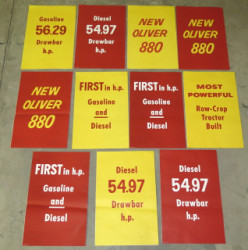 Gasoline
56.29
Drawbar
h.p.
Diesel
54.97
Drawbar
h.p.
NEW
OLIVER
880
NEW
OLIVER
880
NEW
OLIVER
880
FIRST in h.p.
Gasoline
and
Diesel
FIRST in h.p.
Gasoline
and
Diesel
MOST
POWERFUL
Row-Crop
Tractor
Built
FIRST in h.p.
Gasoline
and
Diesel
Diesel
54.97
Drawbar
h.p.
Diesel
54.97
Drawbar
h.p.